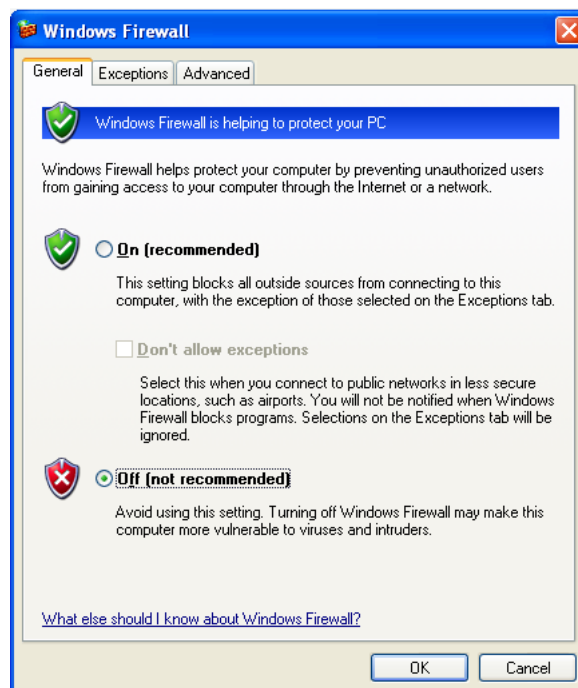 Windows Firewall
General Exceptions Advanced
Windows Firewall is helping to protect your PC
Windows Firewall helps protect your computer by preventing unauthorized users
from gaining access to your computer through the Internet or a network.
On (recommended)
This setting blocks all outside sources from connecting to this
computer, with the exception of those selected on the Exceptions tab.
Don't allow exceptions
Select this when you connect to public networks in less secure
locations, such as airports. You will not be notified when Windows
Firewall blocks programs. Selections on the Exceptions tab will be
ignored.
Off (not recommended)
Avoid using this setting. Turning off Windows Firewall may make this
computer more vulnerable to viruses and intruders.
What else should I know about Windows Firewall?
OK Cancel